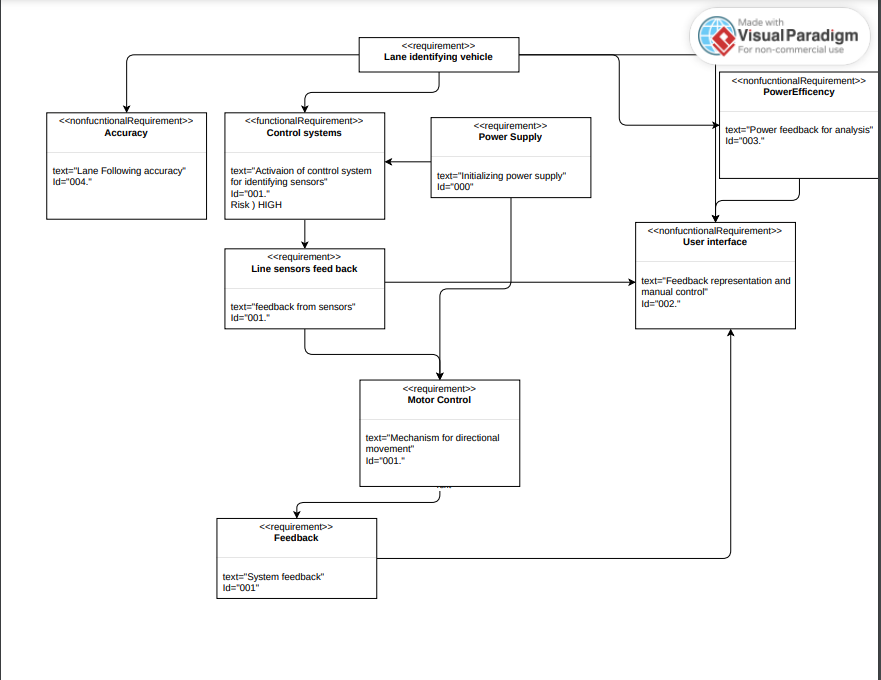 Made with
Visual Paradigm
For non-commercial use
<<requirement>>
Lane identifying vehicle
<<nonfucntionalRequirement>>
PowerEfficency
text="Power feedback for analysis"
Id="003."
<<nonfucntionalRequirement>>
Accuracy
text="Lane Following accuracy"
Id="004."
<<functionalRequirement>>
Control systems
text="Activaion of conttrol system
for identifying sensors"
Id="001."
Risk ) HIGH
<<requirement>>
Power Supply
text="Initializing power supply"
Id="000"
<<nonfucntionalRequirement>>
User interface
text="Feedback representation and
manual control"
Id="002."
<<requirement>>
Line sensors feed back
text="feedback from sensors"
Id="001."
<<requirement>>
Motor Control
text="Mechanism for directional
movement"
Id="001."
<<requirement>>
Feedback
text="System feedback"
Id="001"